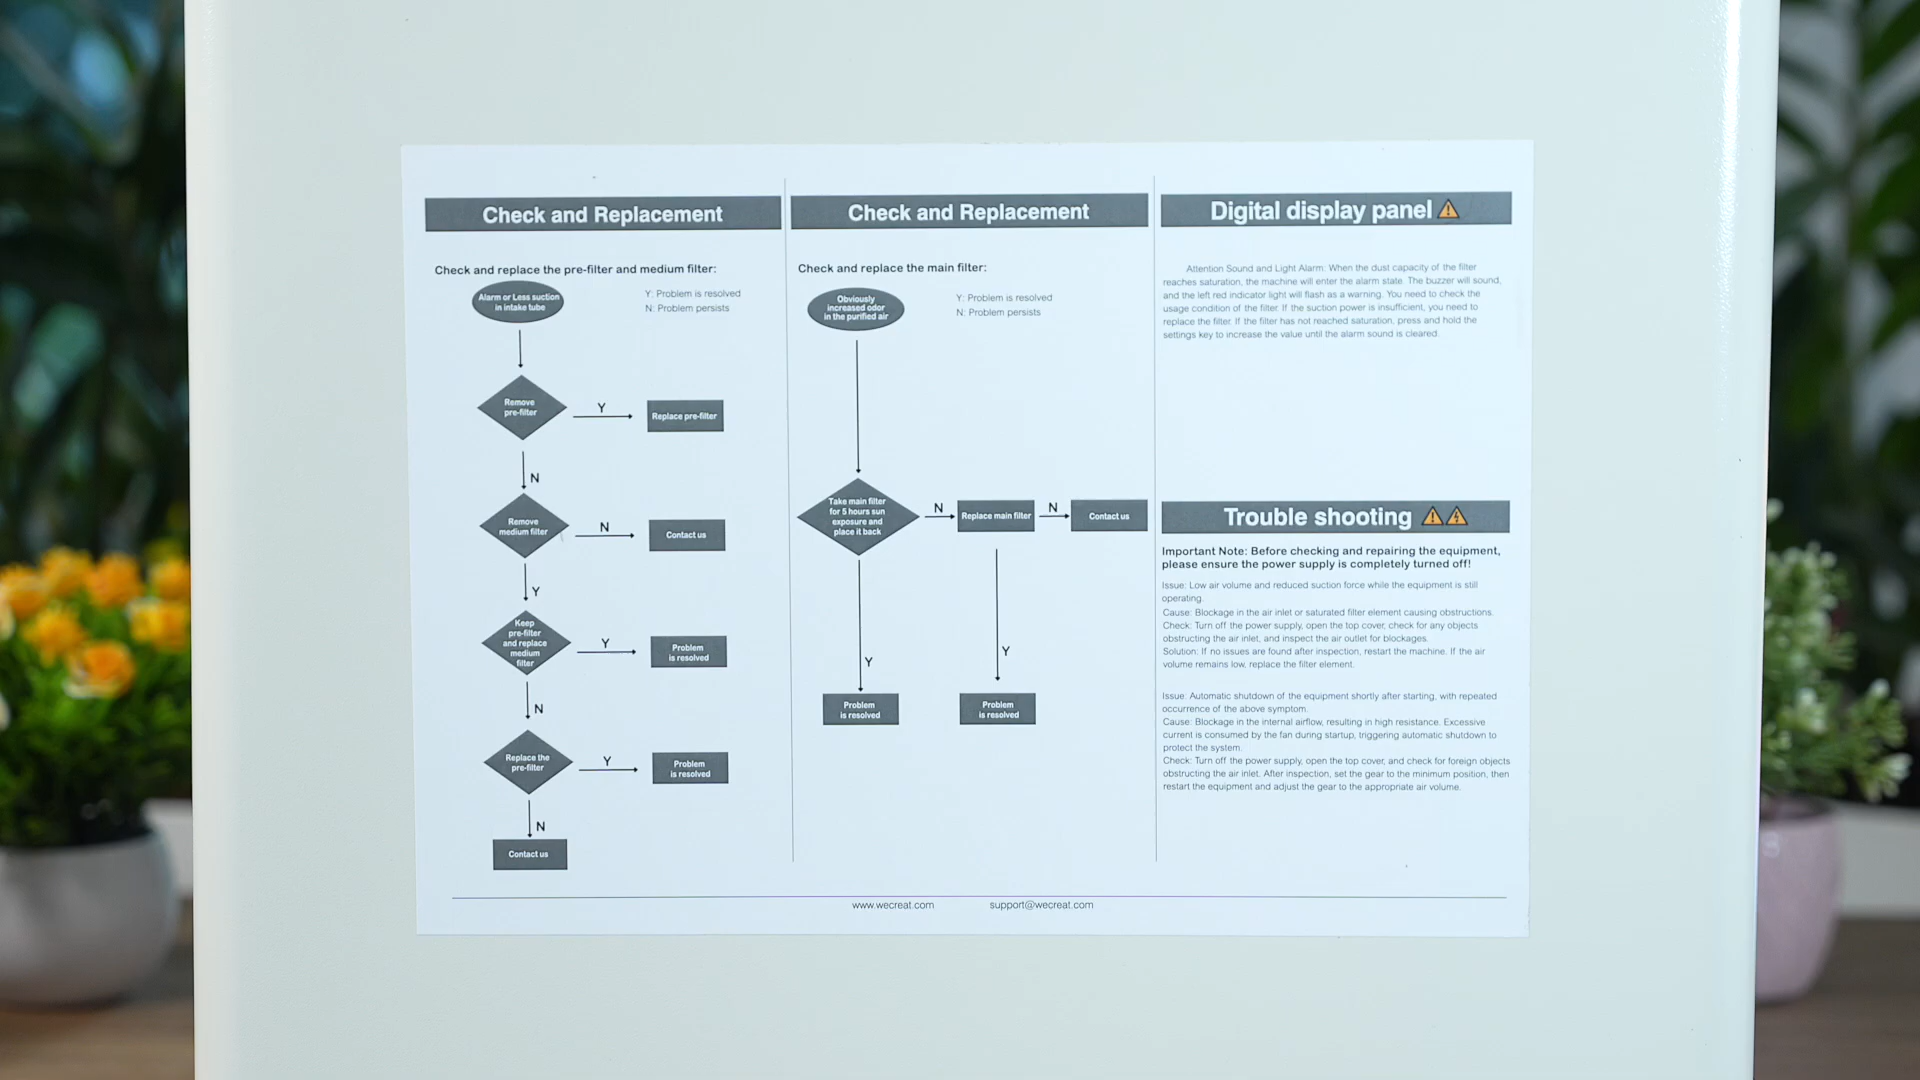 Check and Replacement
Check and replace the pre-filter and medium filter:
Alarm or Less suction
in intake tube
Y: Problem is resolved
N: Problem persists
Remove
pre-filter
Y
Replace pre-filter
N
Remove
medium filter
N
Contact us
Y
Keep
pre-filter
and replace
medium
filter
Y
Problem
is resolved
N
Replace the
pre-filter
Y
Problem
is resolved
N
Contact us
Check and Replacement
Check and replace the main filter:
Obviously
increased odor
in the purified air
Y: Problem is resolved
N: Problem persists
Take main filter
for 5 hours sun
exposure and
place it back
N
Replace main filter
N
Contact us
Y
Y
Problem
is resolved
Problem
is resolved
Digital display panel
Attention Sound and Light Alarm: When the dust capacity of the filter
reaches saturation, the machine will enter the alarm state. The buzzer will sound,
and the left red indicator light will flash as a warning. You need to check the
usage condition of the filter. If the suction power is insufficient, you need to
replace the filter. If the filter has not reached saturation, press and hold the
settings key to increase the value until the alarm sound is cleared.
Trouble shooting
Important Note: Before checking and repairing the equipment,
please ensure the power supply is completely turned off!
Issue: Low air volume and reduced suction force while the equipment is still
operating.
Cause: Blockage in the air inlet or saturated filter element causing obstructions.
Check: Turn off the power supply, open the top cover, check for any objects
obstructing the air inlet, and inspect the air outlet for blockages.
Solution: If no issues are found after inspection, restart the machine. If the air
volume remains low, replace the filter element.
Issue: Automatic shutdown of the equipment shortly after starting, with repeated
occurrence of the above symptom.
Cause: Blockage in the internal airflow, resulting in high resistance. Excessive
current is consumed by the fan during startup, triggering automatic shutdown to
protect the system.
Check: Turn off the power supply, open the top cover, and check for foreign objects
obstructing the air inlet. After inspection, set the gear to the minimum position, then
restart the equipment and adjust the gear to the appropriate air volume.
www.wecreat.com
support@wecreat.com